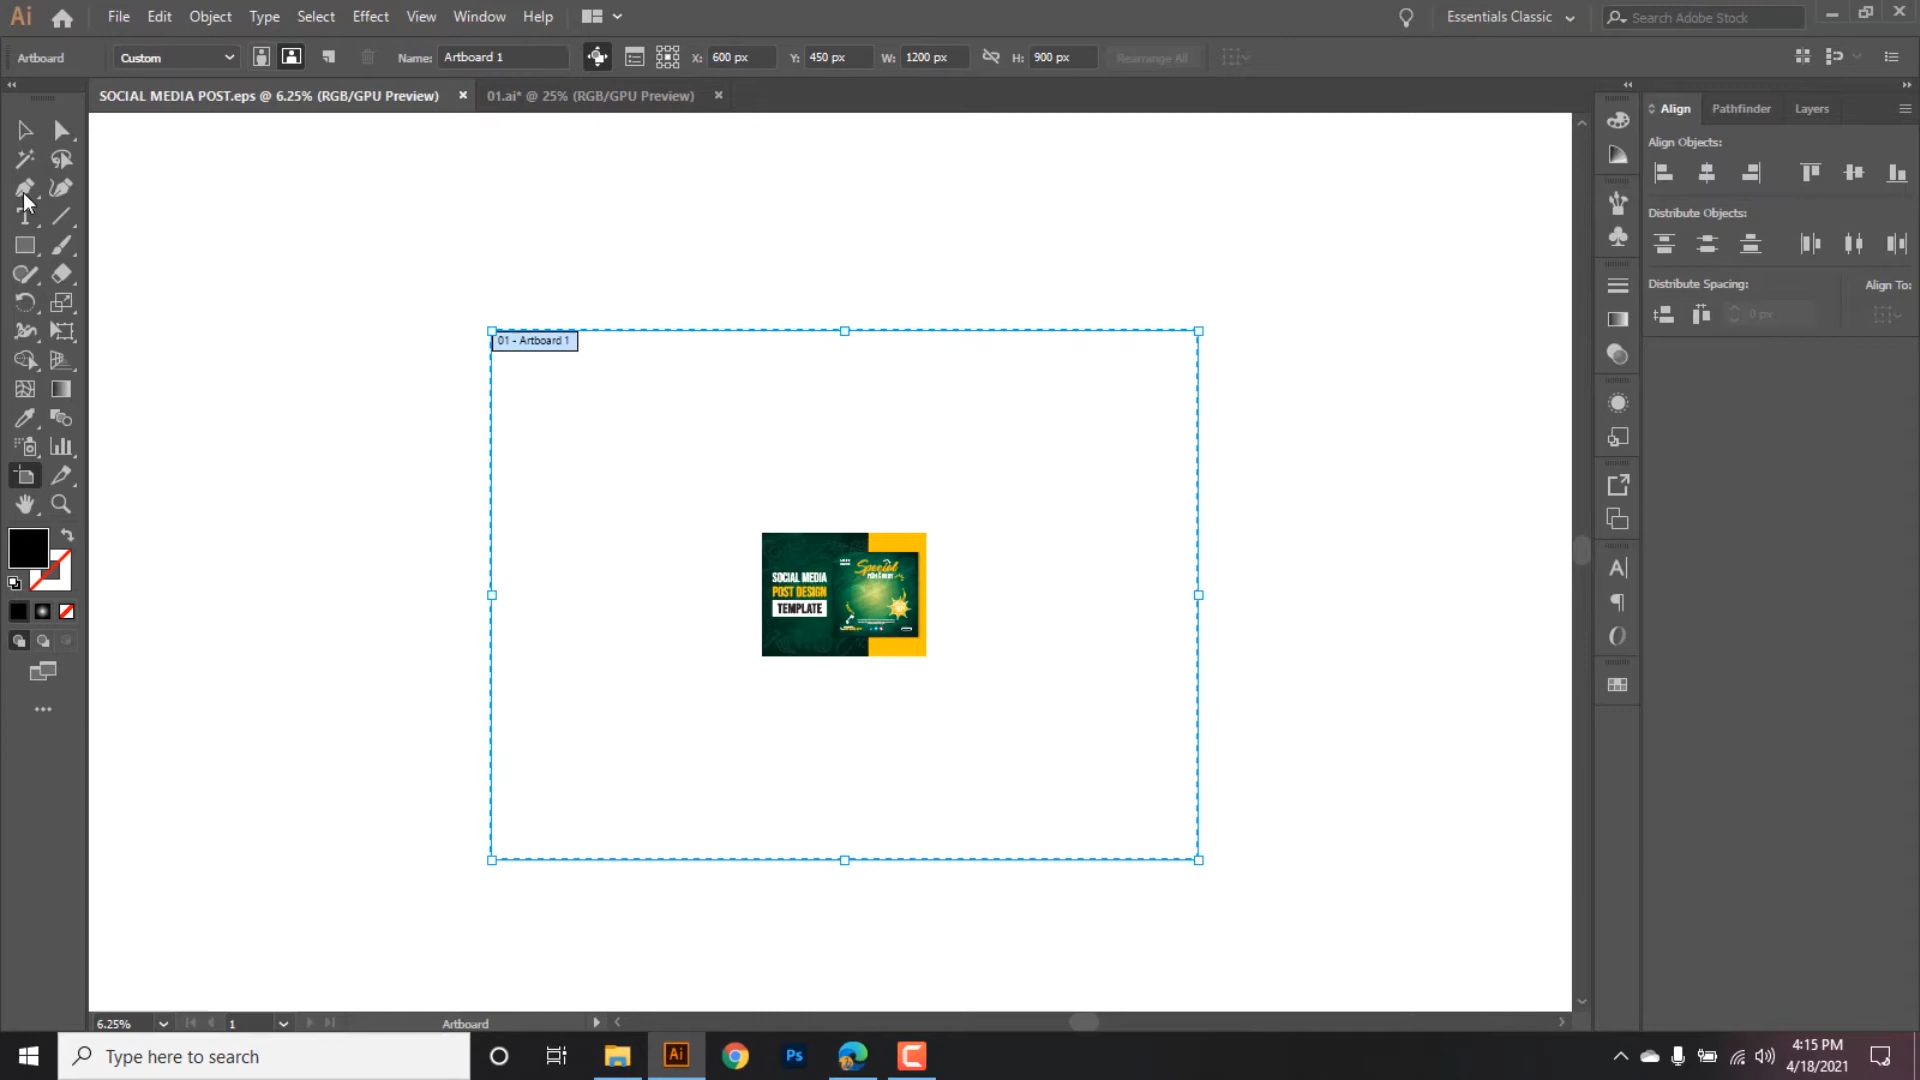 Ai File Edit Object Type Select Effect View Window Help Essentials Classic Search Adobe Stock
Artboard Custom Name: Artboard 1 X: 600 px Y: 450 px W: 1200 px H: 900 px Rearrange All
SOCIAL MEDIA POST.eps @ 6.25% (RGB/GPU Preview) 01.ai* @ 25% (RGB/GPU Preview)
Align Pathfinder Layers
Align Objects:
Distribute Objects:
Distribute Spacing: Align To:
0 px
01 - Artboard 1
SOCIAL MEDIA
POST DESIGN
TEMPLATE
Special
6.25% 1 Artboard
Type here to search
Ai
Ps
4:15 PM
4/18/2021